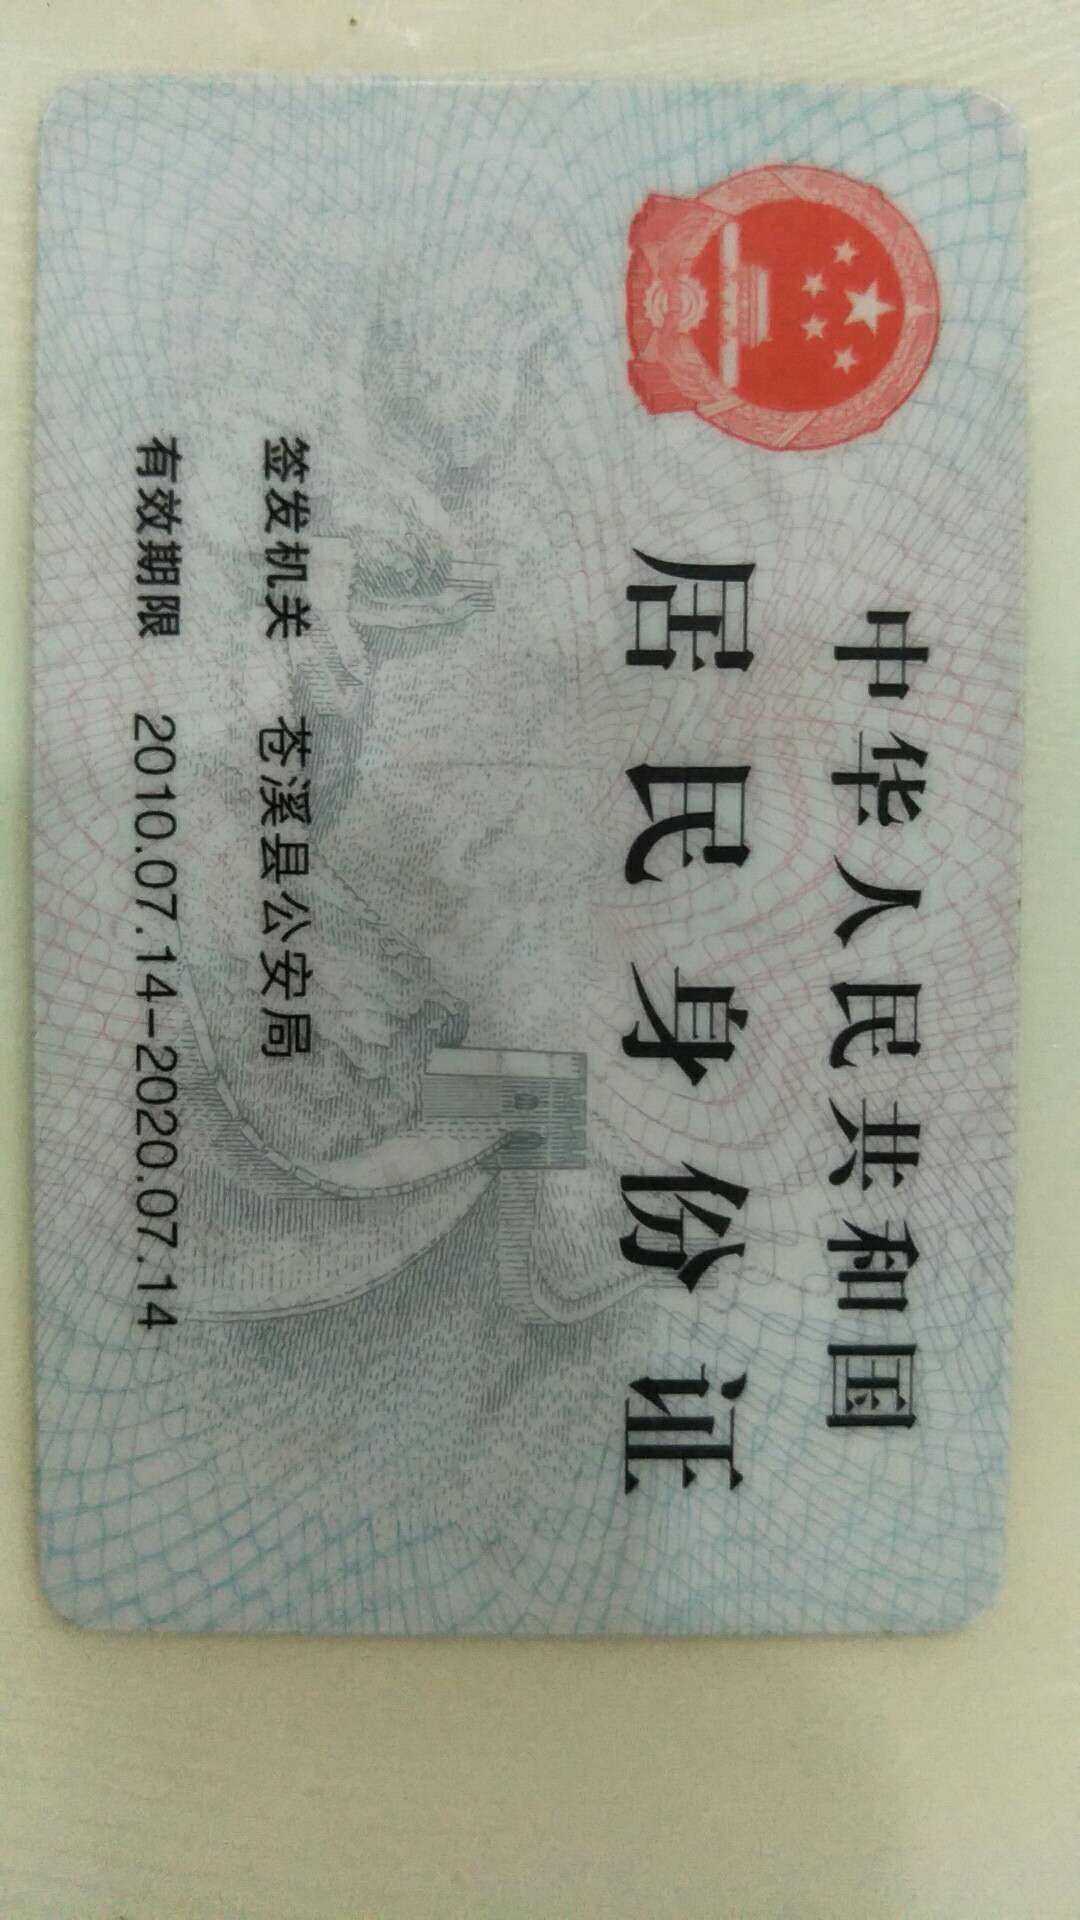 中华人民共和国
居民身份证
签发机关 苍溪县公安局
有效期限 2010.07.14-2020.07.14